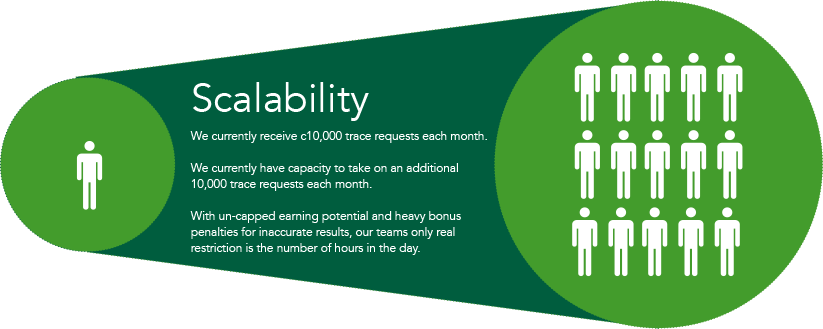 Scalability
We currently receive c10,000 trace requests each month.
We currently have capacity to take on an additional
10,000 trace requests each month.
With un-capped earning potential and heavy bonus
penalties for inaccurate results, our teams only real
restriction is the number of hours in the day.